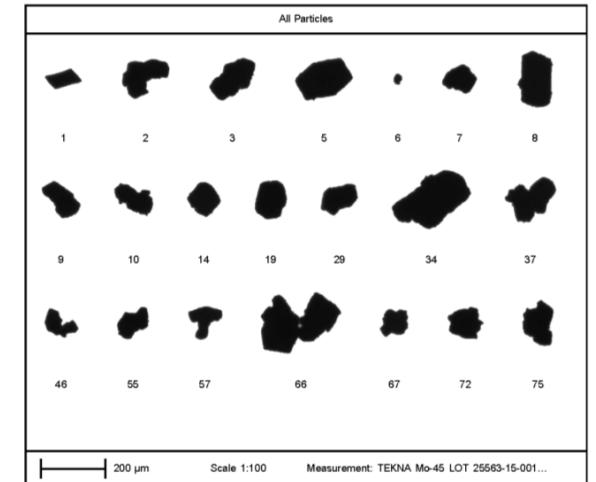 All Particles
1 2 3 5 6 7 8
9 10 14 19 29 34 37
46 55 57 66 67 72 75
200 µm Scale 1:100 Measurement: TEKNA Mo-45 LOT 25563-15-001...